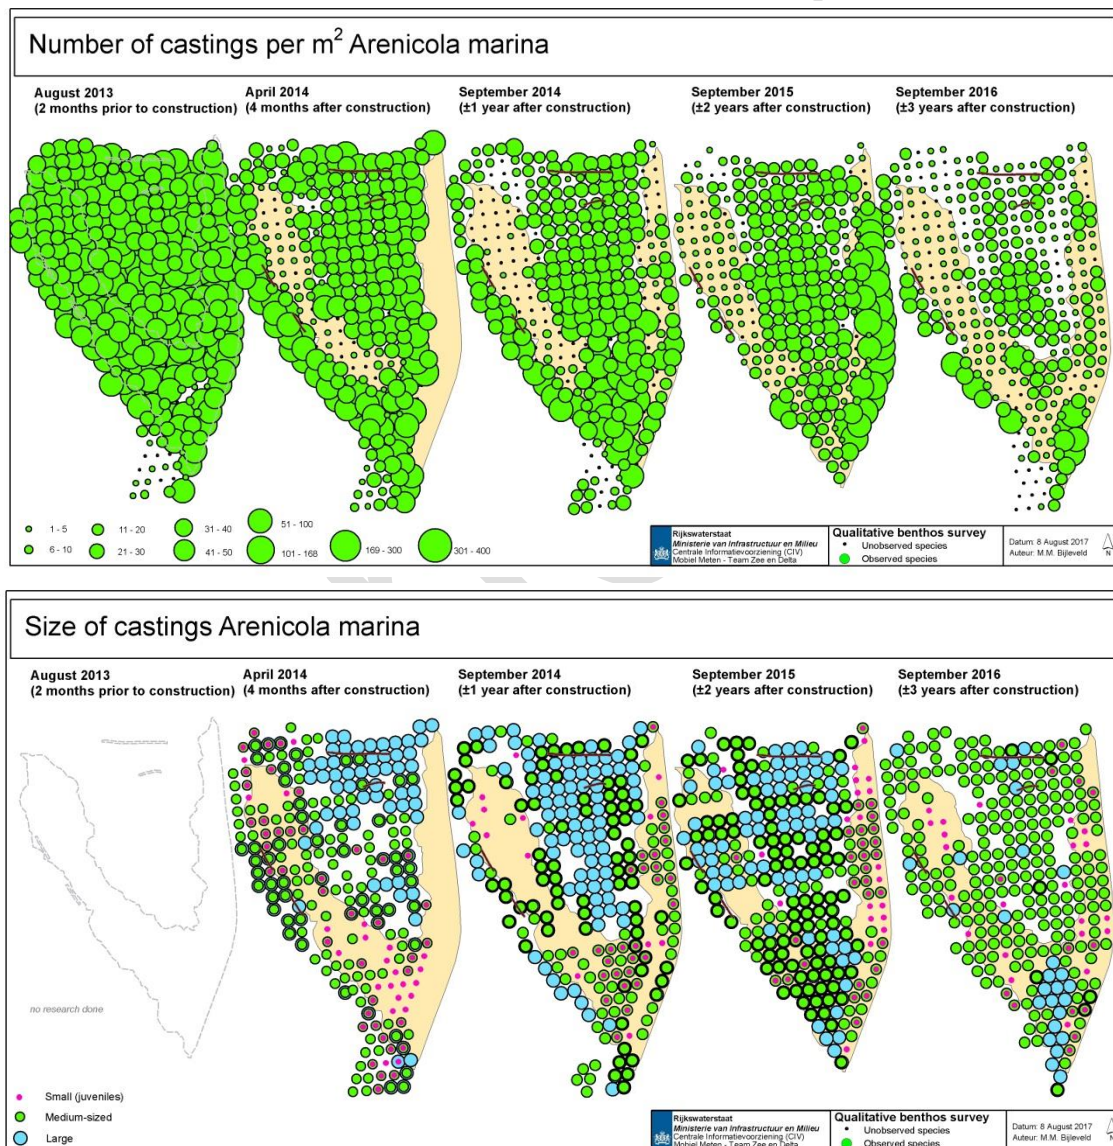 Number of castings per m² Arenicola marina
August 2013
(2 months prior to construction)
April 2014
(4 months after construction)
September 2014
(±1 year after construction)
September 2015
(±2 years after construction)
September 2016
(±3 years after construction)
1 - 5
6 - 10
11 - 20
21 - 30
31 - 40
41 - 50
51 - 100
101 - 168
169 - 300
301 - 400
Rijkswaterstaat
Ministerie van Infrastructuur en Milieu
Centrale Informatievoorziening (CIV)
Mobiel Meten - Team Zee en Delta
Qualitative benthos survey
Unobserved species
Observed species
Datum: 8 August 2017
Auteur: M.M. Bijleveld
N
Size of castings Arenicola marina
August 2013
(2 months prior to construction)
April 2014
(4 months after construction)
September 2014
(±1 year after construction)
September 2015
(±2 years after construction)
September 2016
(±3 years after construction)
no research done
Small (juveniles)
Medium-sized
Large
Rijkswaterstaat
Ministerie van Infrastructuur en Milieu
Centrale Informatievoorziening (CIV)
Mobiel Meten - Team Zee en Delta
Qualitative benthos survey
Unobserved species
Observed species
Datum: 8 August 2017
Auteur: M.M. Bijleveld